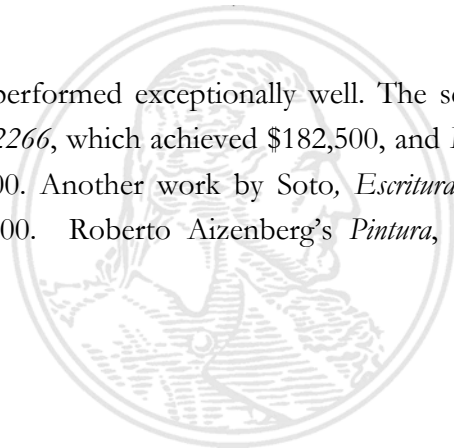 performed exceptionally well. The
2266, which achieved $182,500, and
00. Another work by Soto, Escritura
00. Roberto Aizenberg's Pintura,